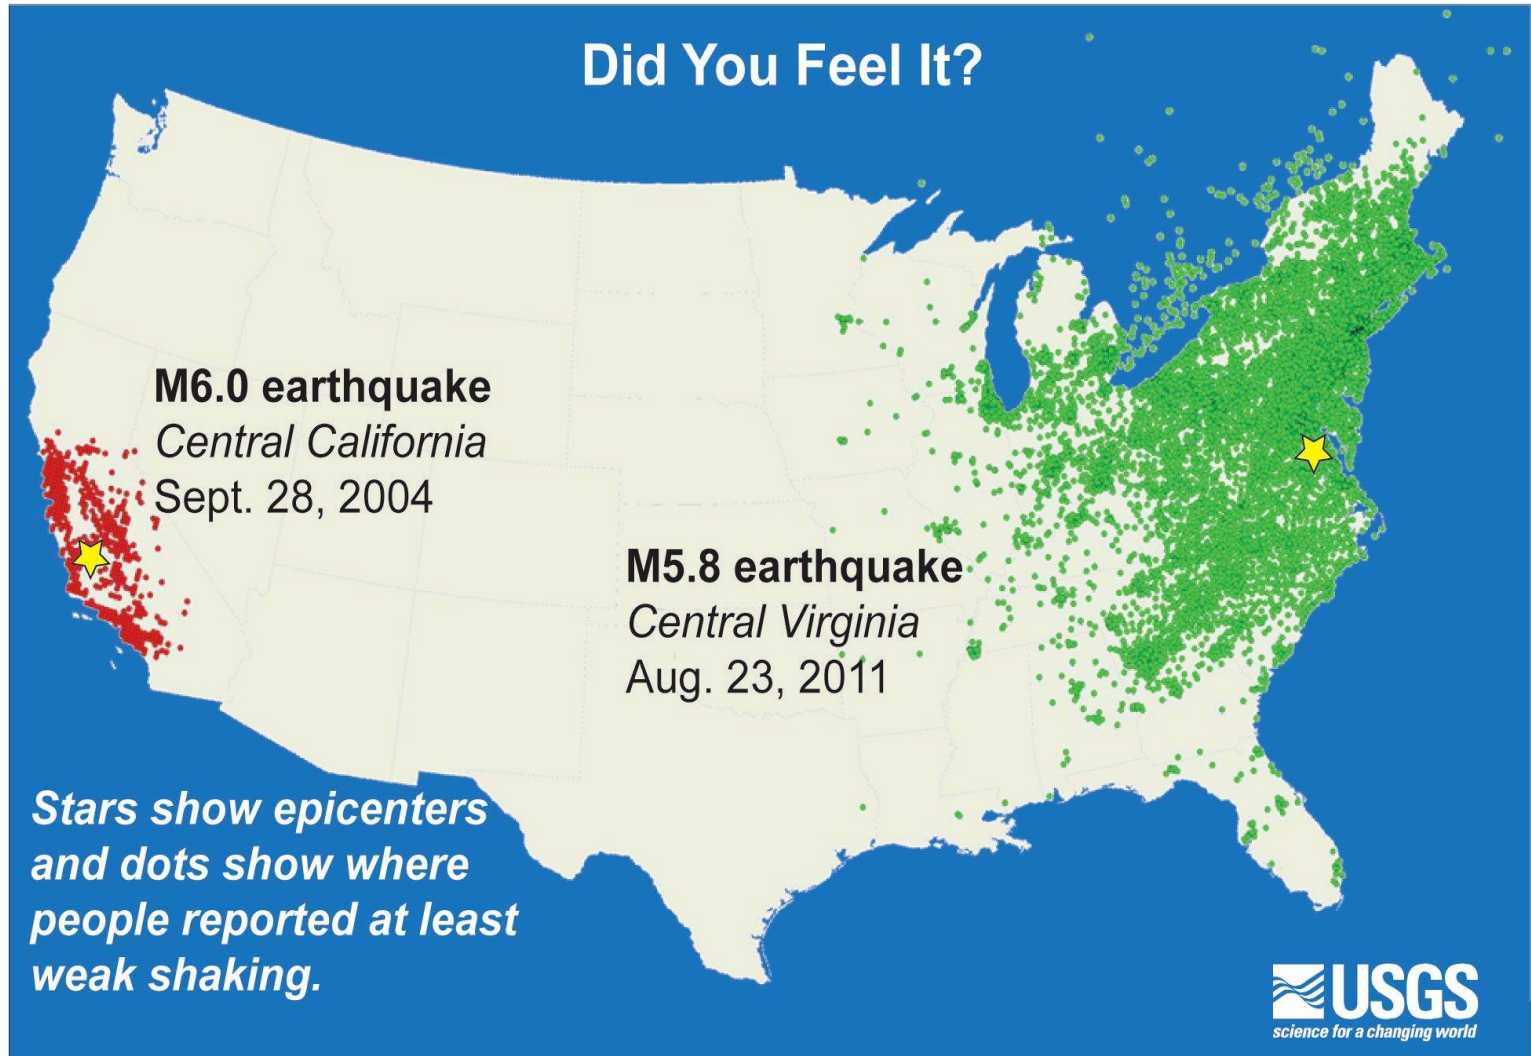 Did You Feel It?
M6.0 earthquake
Central California
Sept. 28, 2004
M5.8 earthquake
Central Virginia
Aug. 23, 2011
Stars show epicenters
and dots show where
people reported at least
weak shaking.
USGS
science for a changing world